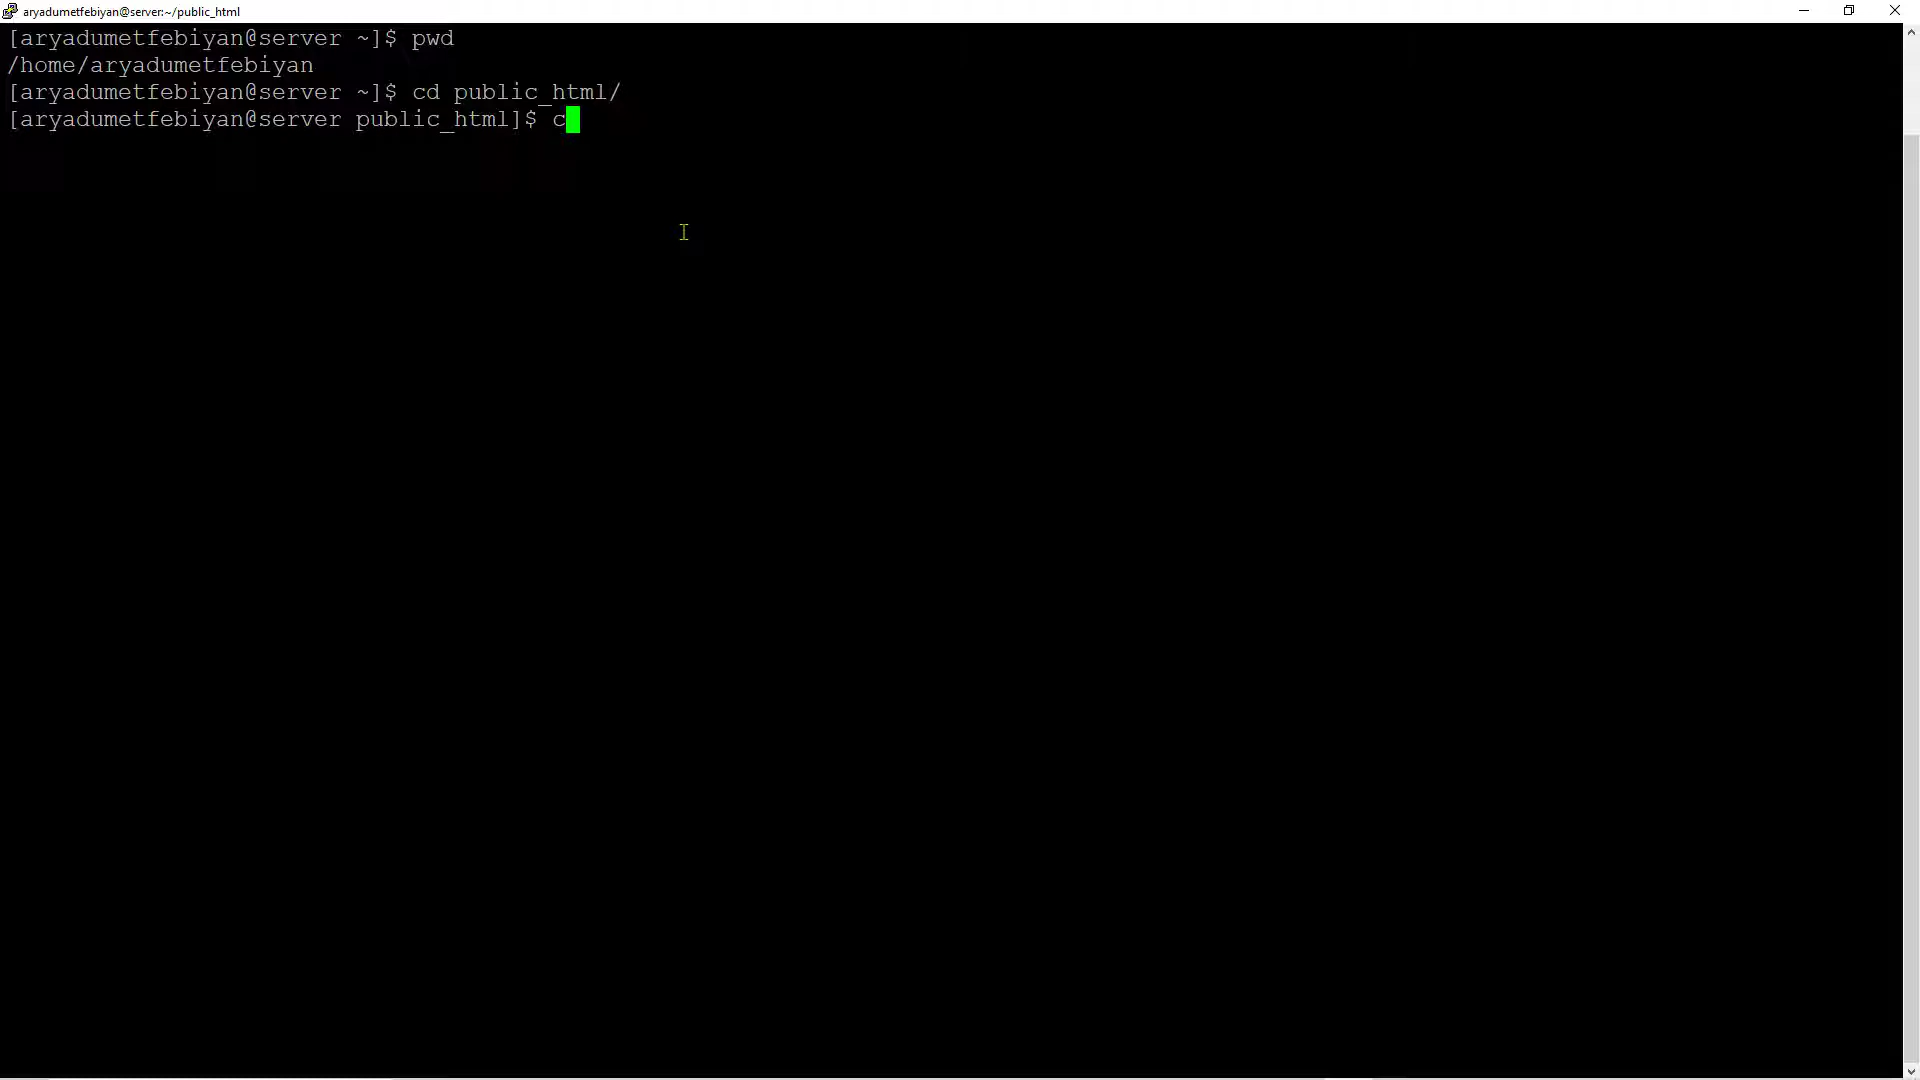 aryadumetfebiyan@server:~/public_html
[aryadumetfebiyan@server ~]$ pwd
/home/aryadumetfebiyan
[aryadumetfebiyan@server ~]$ cd public_html/
[aryadumetfebiyan@server public_html]$ c